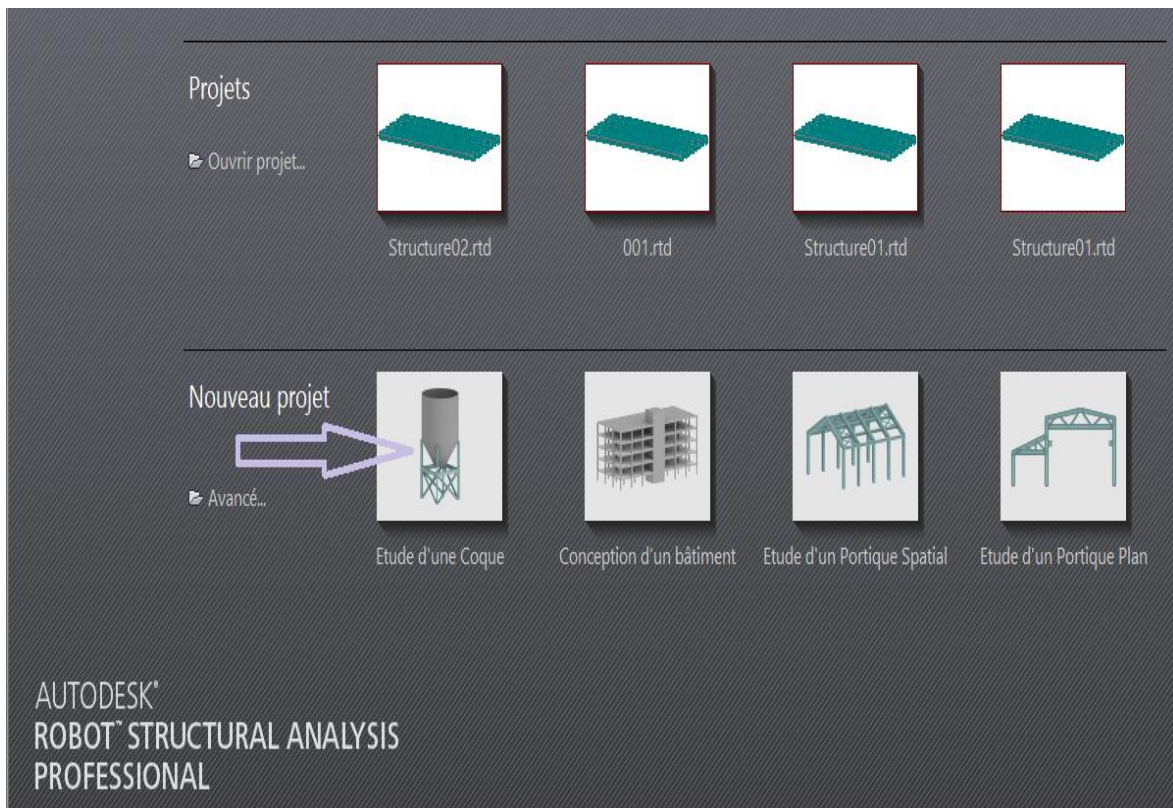 Projets
Ouvrir projet...
Structure02.rtd
001.rtd
Structure01.rtd
Structure01.rtd
Nouveau projet
Avancé...
Etude d'une Coque
Conception d'un bâtiment
Etude d'un Portique Spatial
Etude d'un Portique Plan
AUTODESK®
ROBOT™ STRUCTURAL ANALYSIS
PROFESSIONAL